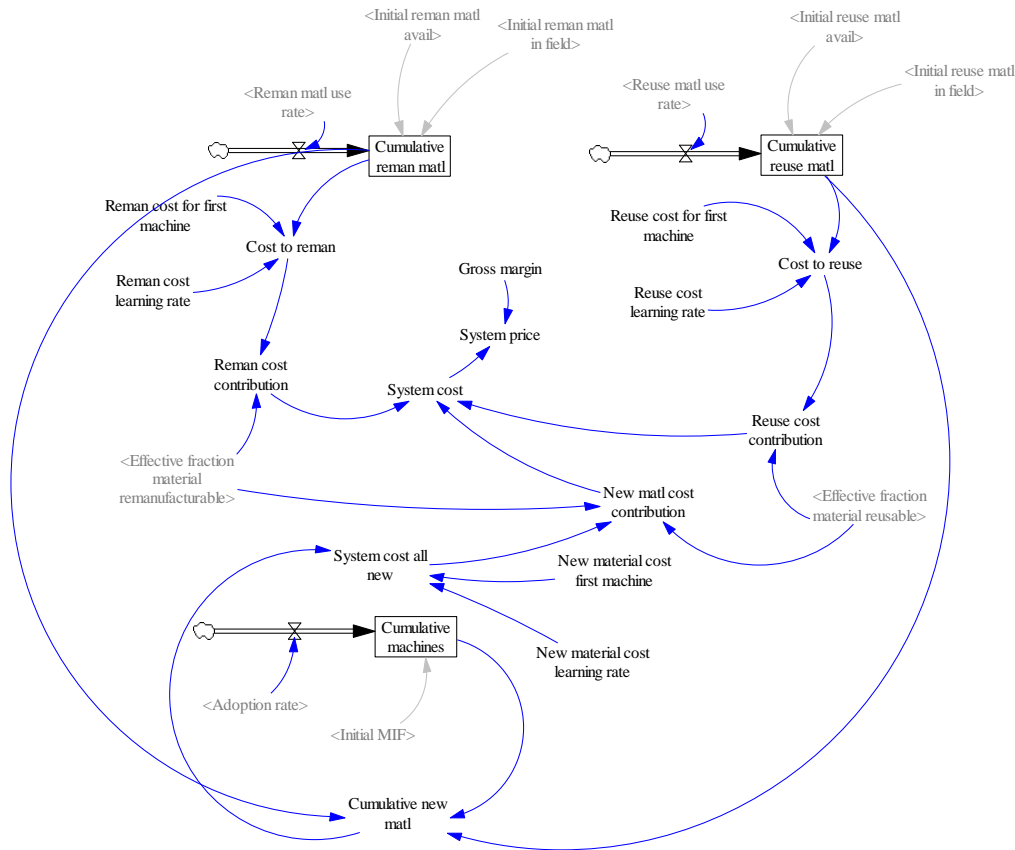 <Initial reman matl
avail>
<Initial reman matl
in field>
<Initial reuse matl
avail>
<Initial reuse matl
in field>
<Reman matl use
rate>
<Reuse matl use
rate>
Cumulative
reman matl
Cumulative
reuse matl
Reman cost for first
machine
Reuse cost for first
machine
Cost to reman
Cost to reuse
Gross margin
Reman cost
learning rate
Reuse cost
learning rate
System price
Reman cost
contribution
System cost
Reuse cost
contribution
<Effective fraction
material
remanufacturable>
New matl cost
contribution
<Effective fraction
material reusable>
System cost all
new
New material cost
first machine
Cumulative
machines
New material cost
learning rate
<Adoption rate>
<Initial MIF>
Cumulative new
matl